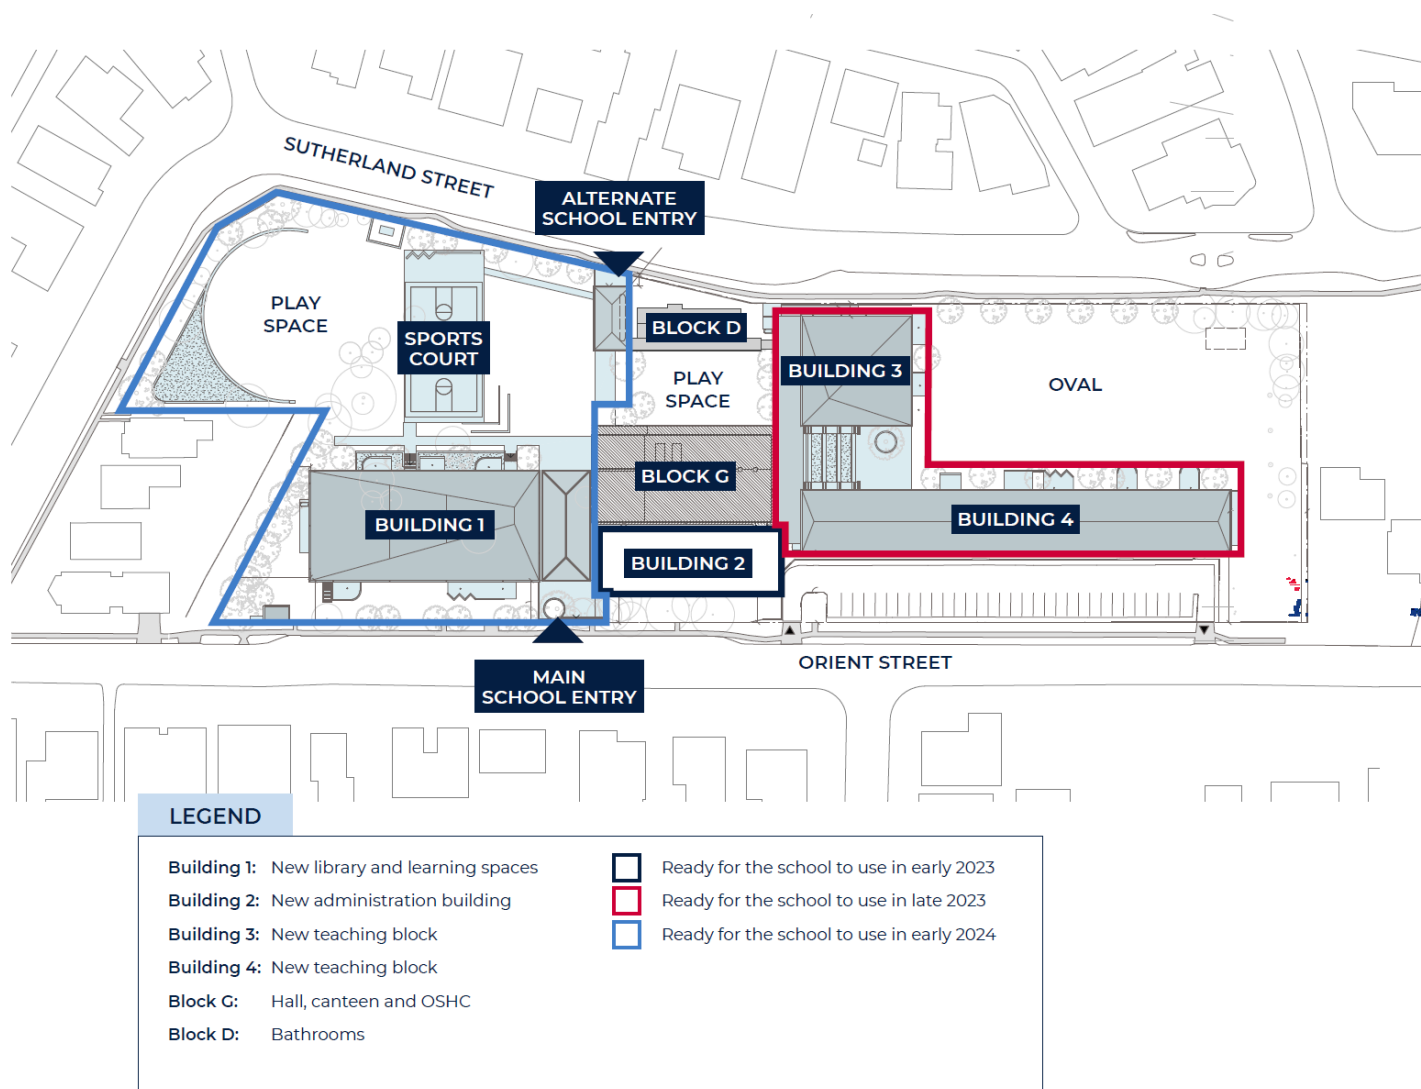 SUTHERLAND STREET
ALTERNATE
SCHOOL ENTRY
PLAY
SPACE
SPORTS
COURT
BLOCK D
PLAY
SPACE
BUILDING 3
OVAL
BLOCK G
BUILDING 1
BUILDING 4
BUILDING 2
MAIN
SCHOOL ENTRY
ORIENT STREET
LEGEND
Building 1: New library and learning spaces
Building 2: New administration building
Building 3: New teaching block
Building 4: New teaching block
Block G: Hall, canteen and OSHC
Block D: Bathrooms
Ready for the school to use in early 2023
Ready for the school to use in late 2023
Ready for the school to use in early 2024